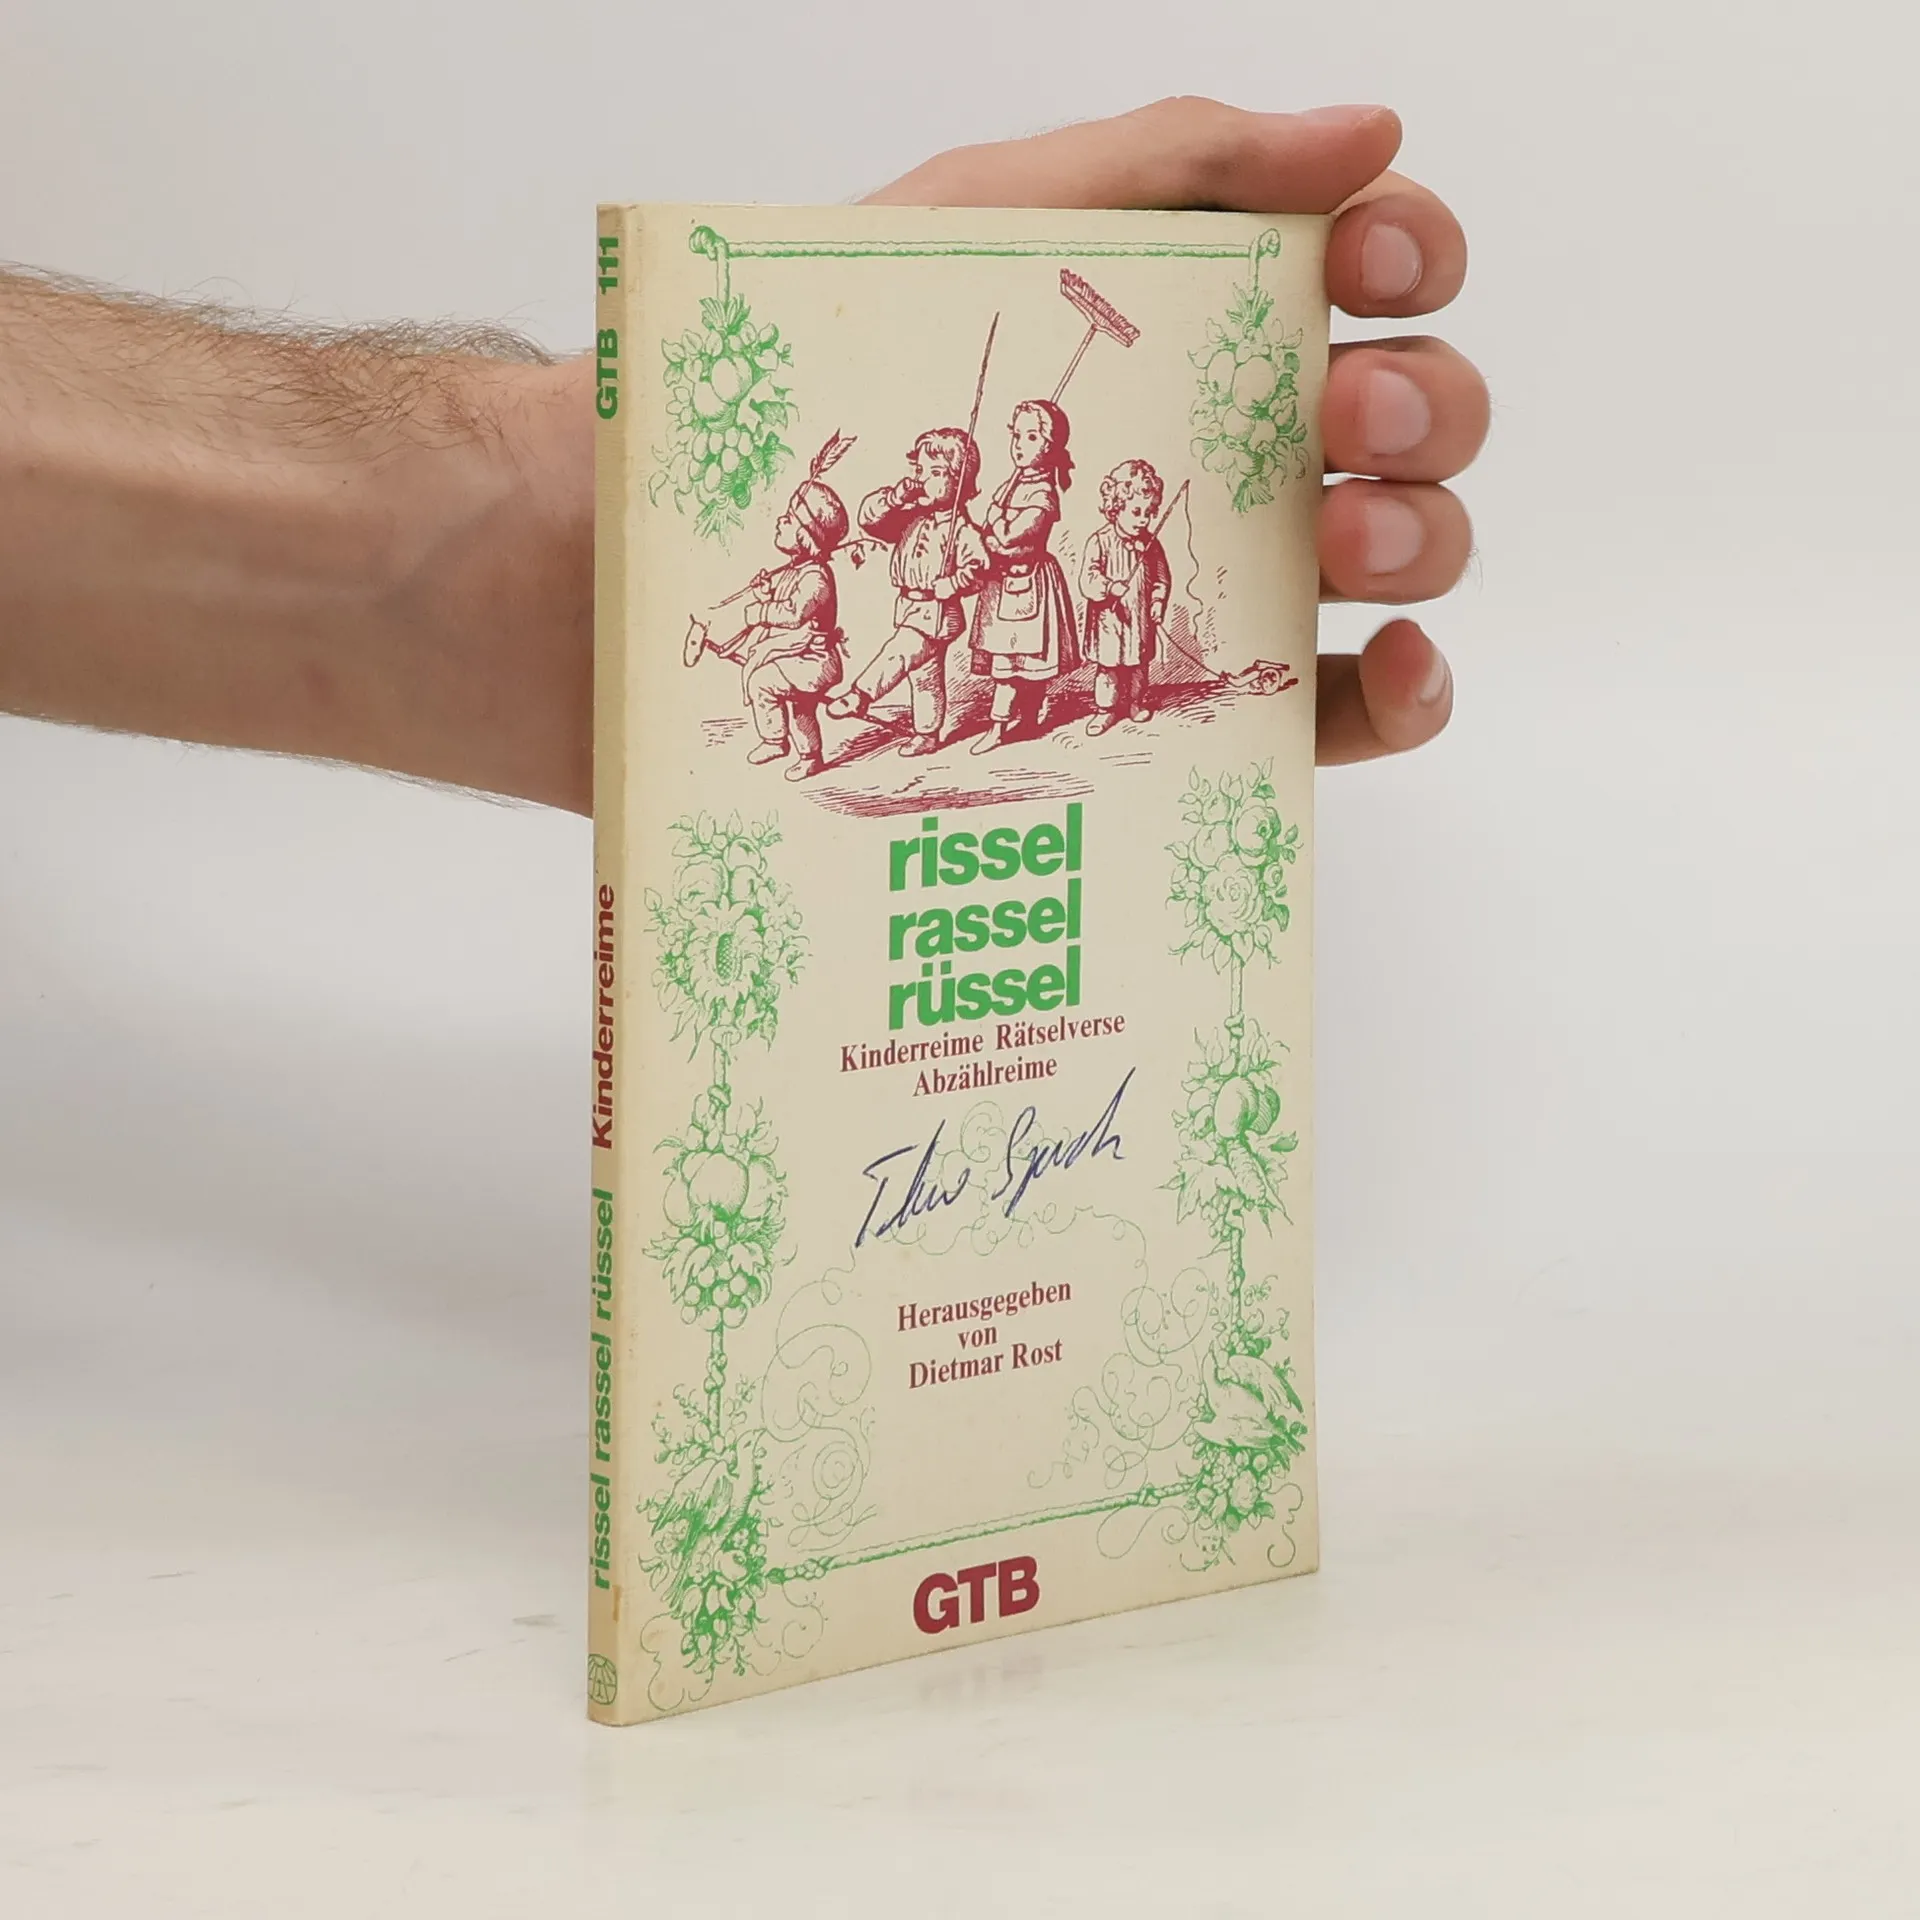 rissel
rassel
rüssel
Kinderreime Rätselverse
Abzählreime
Herausgegeben
von
Dietmar Rost
GTB
rissel rassel rüssel Kinderreime GTB 111